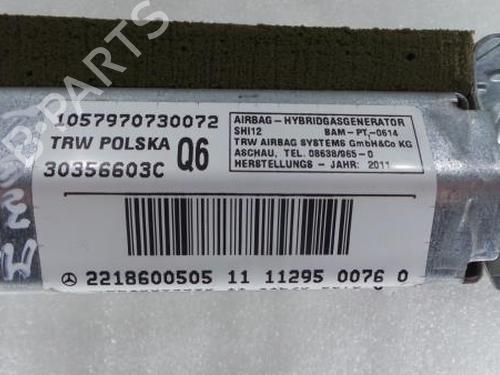 B-PARTS
1057970730072
TRW POLSKA Q6
30356603C
AIRBAG-HYBRIDGASGENERATOR
SHI12 BAM-PT,-0614
TRW AIRBAG SYSTEMS GmbH&Co KG
ASCHAU, TEL. 08638/965-0
HERSTELLUNGS - JAHR: 2011
2218600505 11 11295 0076 0